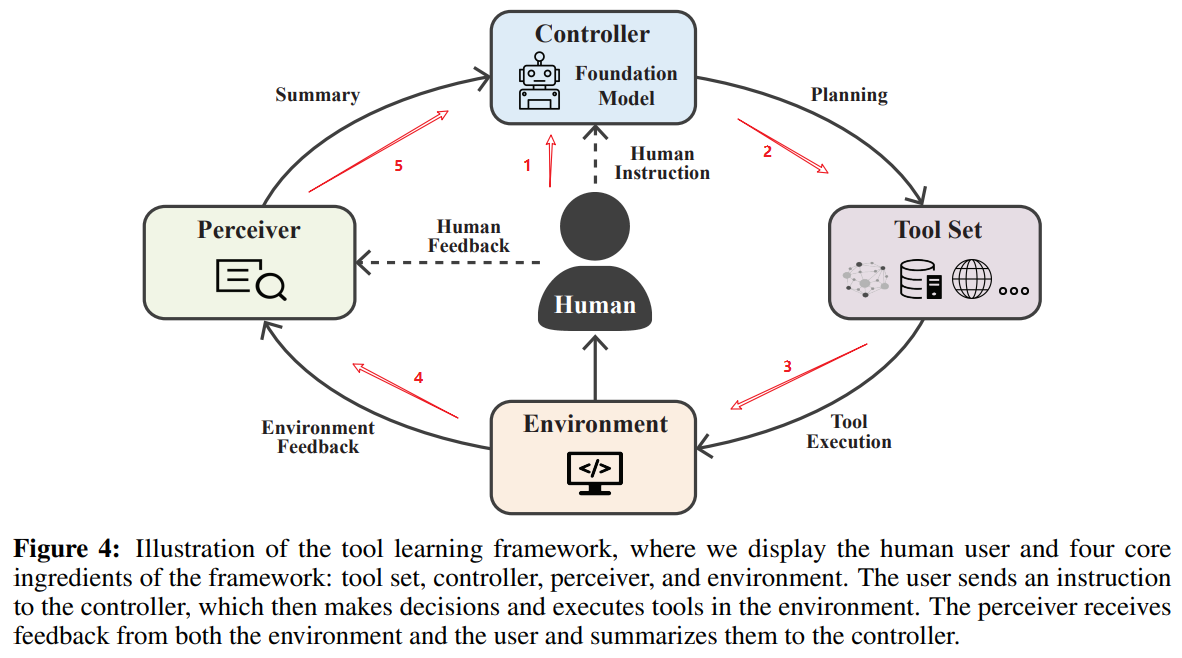 Controller
Foundation
Model
Summary
Planning
5
1
2
Human
Instruction
Perceiver
Human
Feedback
Tool Set
Human
4
3
Environment
Feedback
Environment
</>
Tool
Execution
Figure 4: Illustration of the tool learning framework, where we display the human user and four core
ingredients of the framework: tool set, controller, perceiver, and environment. The user sends an instruction
to the controller, which then makes decisions and executes tools in the environment. The perceiver receives
feedback from both the environment and the user and summarizes them to the controller.